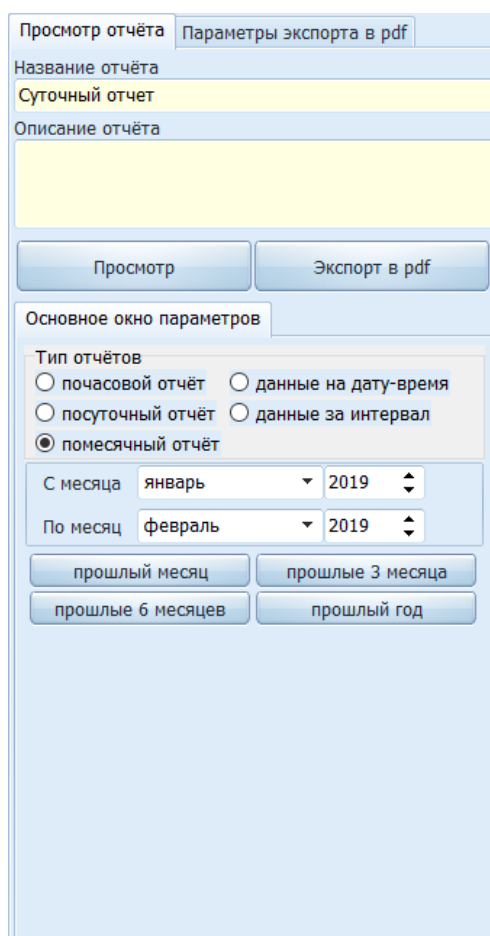 Просмотр отчёта Параметры экспорта в pdf
Название отчёта
Суточный отчет
Описание отчёта
Просмотр Экспорт в pdf
Основное окно параметров
Тип отчётов
почасовой отчёт данные на дату-время
посуточный отчёт данные за интервал
помесячный отчёт
С месяца январь 2019
По месяц февраль 2019
прошлый месяц прошлые 3 месяца
прошлые 6 месяцев прошлый год